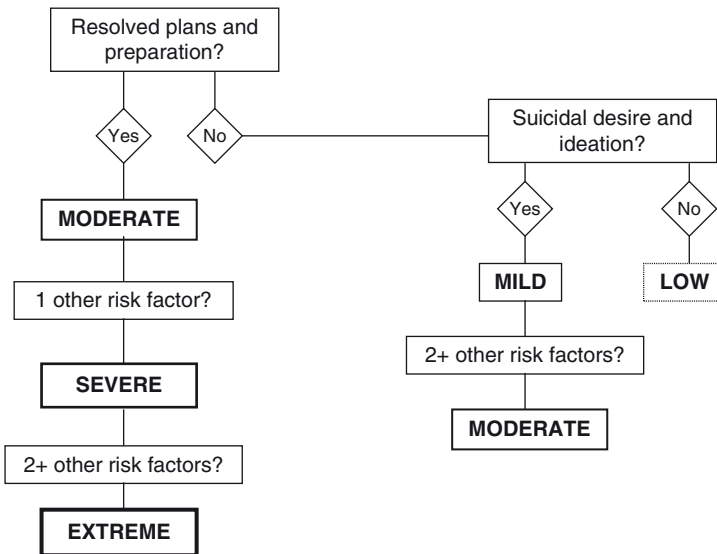 Resolved plans and
preparation?
Yes
No
Suicidal desire and
ideation?
Yes
No
MODERATE
MILD
LOW
1 other risk factor?
2+ other risk factors?
SEVERE
MODERATE
2+ other risk factors?
EXTREME